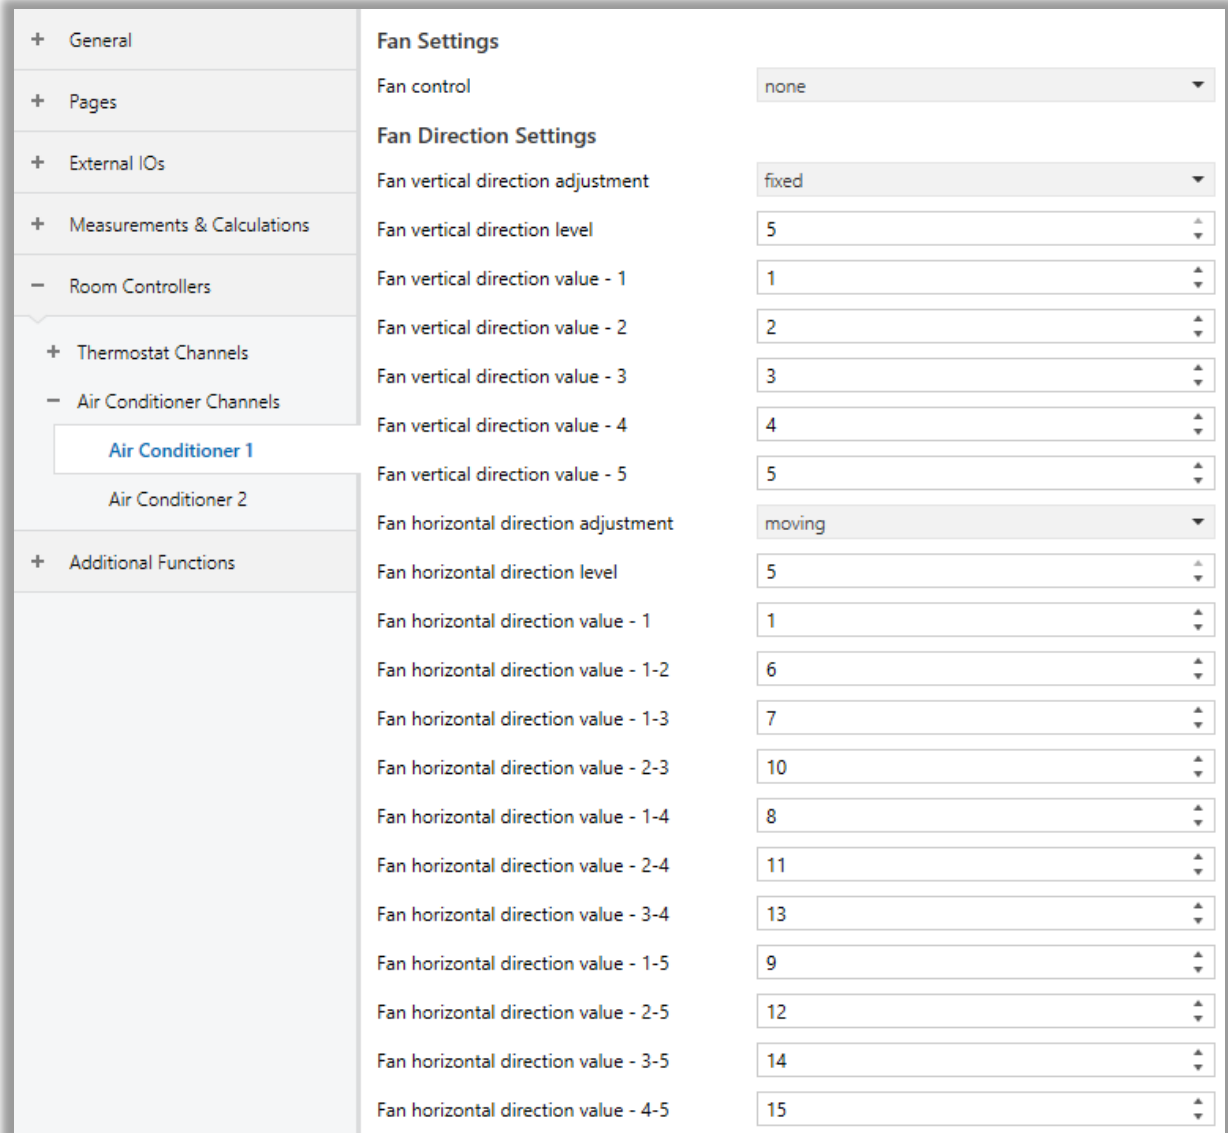 + General
+ Pages
+ External IOs
+ Measurements & Calculations
− Room Controllers
+ Thermostat Channels
− Air Conditioner Channels
Air Conditioner 1
Air Conditioner 2
+ Additional Functions
Fan Settings
Fan control none
Fan Direction Settings
Fan vertical direction adjustment fixed
Fan vertical direction level 5
Fan vertical direction value - 1 1
Fan vertical direction value - 2 2
Fan vertical direction value - 3 3
Fan vertical direction value - 4 4
Fan vertical direction value - 5 5
Fan horizontal direction adjustment moving
Fan horizontal direction level 5
Fan horizontal direction value - 1 1
Fan horizontal direction value - 1-2 6
Fan horizontal direction value - 1-3 7
Fan horizontal direction value - 2-3 10
Fan horizontal direction value - 1-4 8
Fan horizontal direction value - 2-4 11
Fan horizontal direction value - 3-4 13
Fan horizontal direction value - 1-5 9
Fan horizontal direction value - 2-5 12
Fan horizontal direction value - 3-5 14
Fan horizontal direction value - 4-5 15